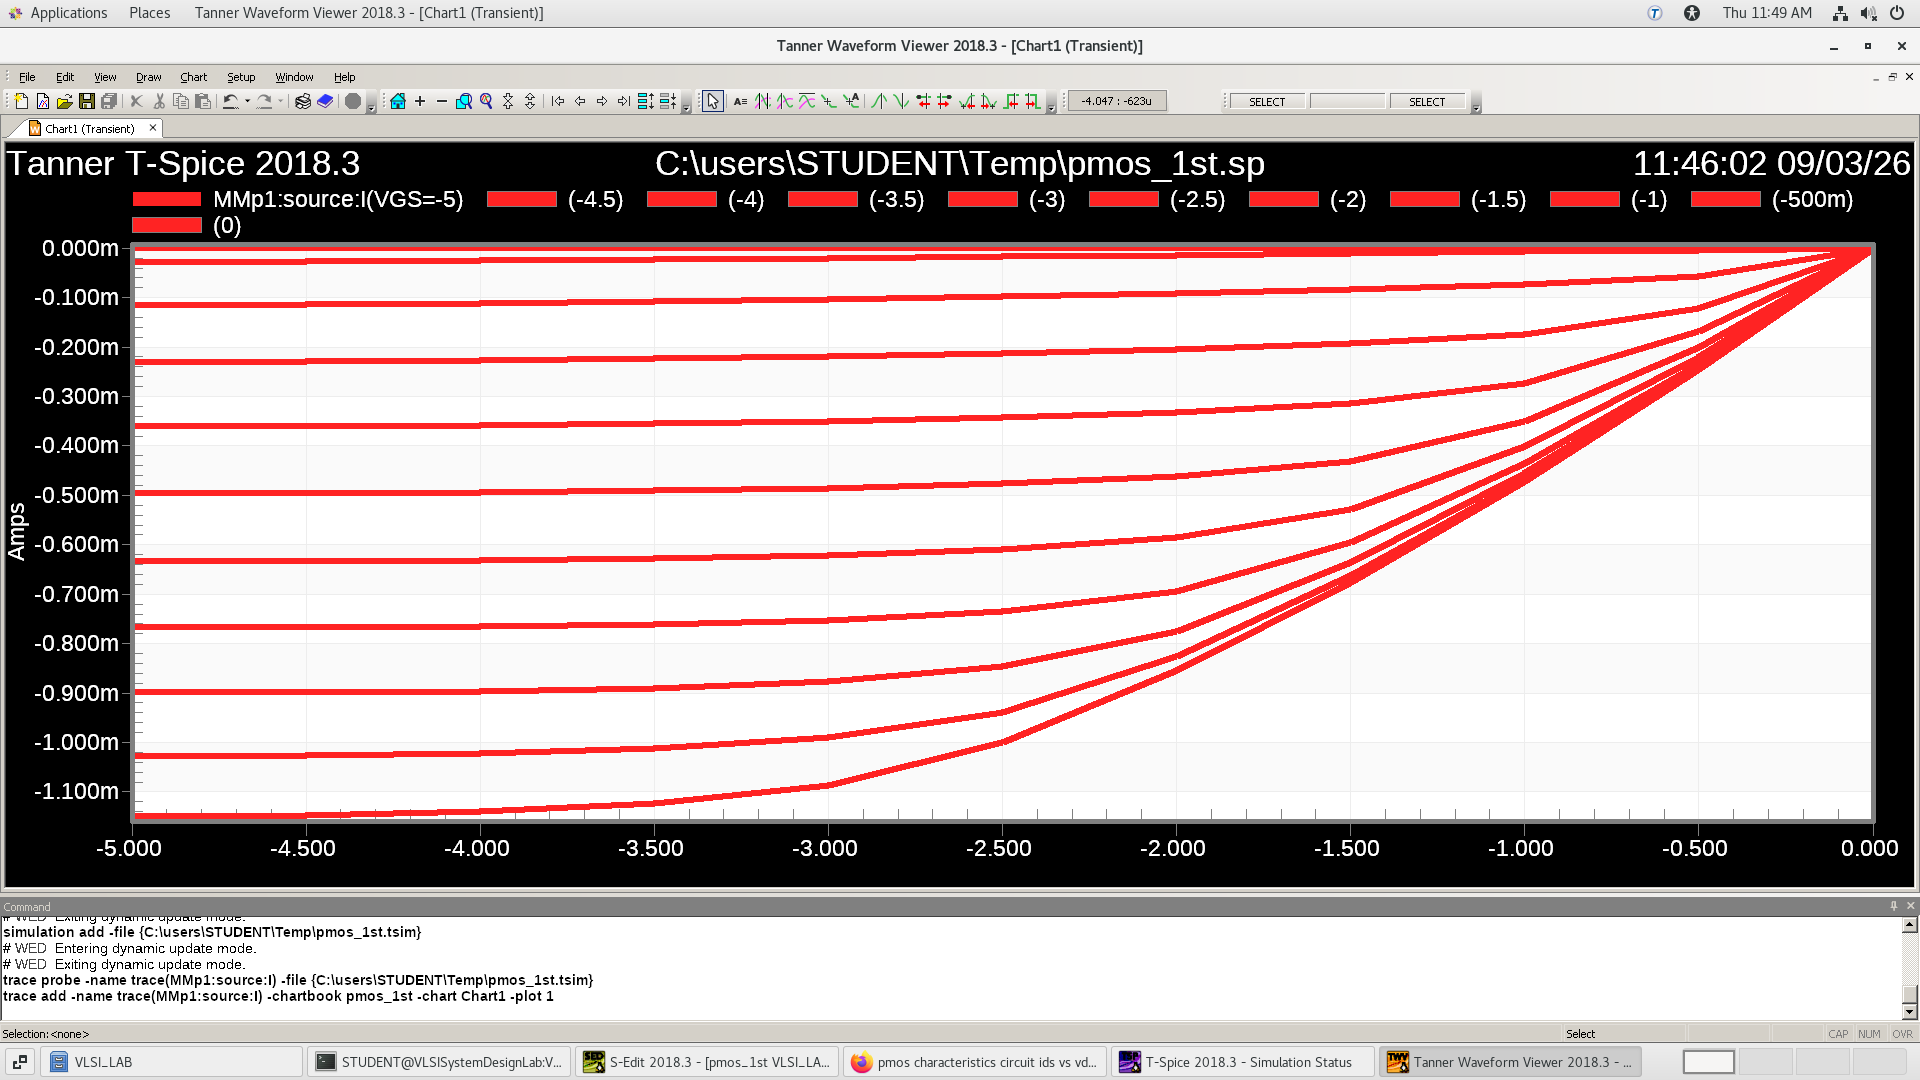 Applications Places Tanner Waveform Viewer 2018.3 - [Chart1 (Transient)] Thu 11:49 AM
Tanner Waveform Viewer 2018.3 - [Chart1 (Transient)]
File Edit View Draw Chart Setup Window Help
-4.047 : -623u SELECT SELECT
Chart1 (Transient)
Tanner T-Spice 2018.3 C:\users\STUDENT\Temp\pmos_1st.sp 11:46:02 09/03/26
MMp1:source:I(VGS=-5) (-4.5) (-4) (-3.5) (-3) (-2.5) (-2) (-1.5) (-1) (-500m)
(0)
0.000m
-0.100m
-0.200m
-0.300m
-0.400m
-0.500m
-0.600m
-0.700m
-0.800m
-0.900m
-1.000m
-1.100m
Amps
-5.000 -4.500 -4.000 -3.500 -3.000 -2.500 -2.000 -1.500 -1.000 -0.500 0.000
Command
# WED Exiting dynamic update mode.
simulation add -file {C:\users\STUDENT\Temp\pmos_1st.tsim}
# WED Entering dynamic update mode.
# WED Exiting dynamic update mode.
trace probe -name trace(MMp1:source:I) -file {C:\users\STUDENT\Temp\pmos_1st.tsim}
trace add -name trace(MMp1:source:I) -chartbook pmos_1st -chart Chart1 -plot 1
Selection: <none> Select CAP NUM OVR
VLSI_LAB STUDENT@VLSISystemDesignLab:V... S-Edit 2018.3 - [pmos_1st VLSI_LA... pmos characteristics circuit ids vs vd... T-Spice 2018.3 - Simulation Status Tanner Waveform Viewer 2018.3 - ...